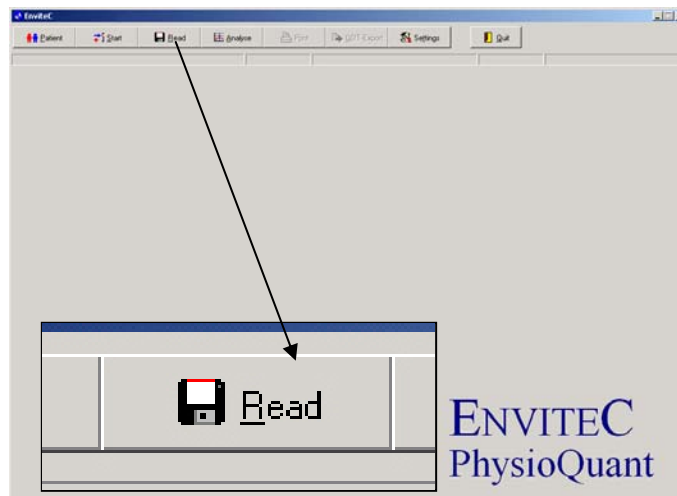 EnviteC
Patient Start Read Analyse Print GDT-Export Settings Quit
Read
ENVITEC
PhysioQuant